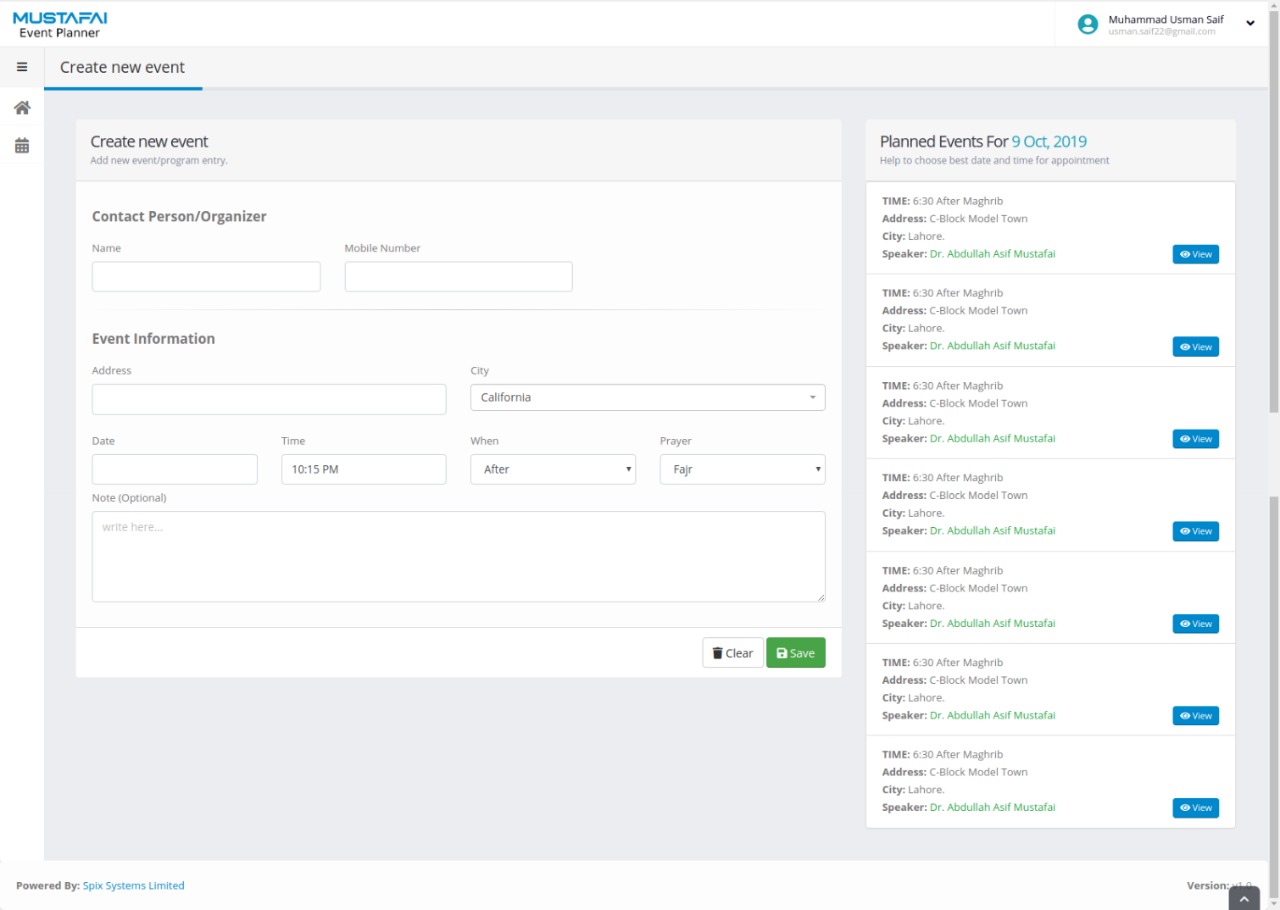 MUSTAFAI
Event Planner
Muhammad Usman Saif
usman.saif22@gmail.com
Create new event
Create new event
Add new event/program entry.
Contact Person/Organizer
Name
Mobile Number
Event Information
Address
City
California
Date
Time
When
Prayer
10:15 PM
After
Fajr
Note (Optional)
write here...
Clear
Save
Planned Events For 9 Oct, 2019
Help to choose best date and time for appointment
TIME: 6:30 After Maghrib
Address: C-Block Model Town
City: Lahore.
Speaker: Dr. Abdullah Asif Mustafai
View
TIME: 6:30 After Maghrib
Address: C-Block Model Town
City: Lahore.
Speaker: Dr. Abdullah Asif Mustafai
View
TIME: 6:30 After Maghrib
Address: C-Block Model Town
City: Lahore.
Speaker: Dr. Abdullah Asif Mustafai
View
TIME: 6:30 After Maghrib
Address: C-Block Model Town
City: Lahore.
Speaker: Dr. Abdullah Asif Mustafai
View
TIME: 6:30 After Maghrib
Address: C-Block Model Town
City: Lahore.
Speaker: Dr. Abdullah Asif Mustafai
View
TIME: 6:30 After Maghrib
Address: C-Block Model Town
City: Lahore.
Speaker: Dr. Abdullah Asif Mustafai
View
TIME: 6:30 After Maghrib
Address: C-Block Model Town
City: Lahore.
Speaker: Dr. Abdullah Asif Mustafai
View
Powered By: Spix Systems Limited
Version: v1.0